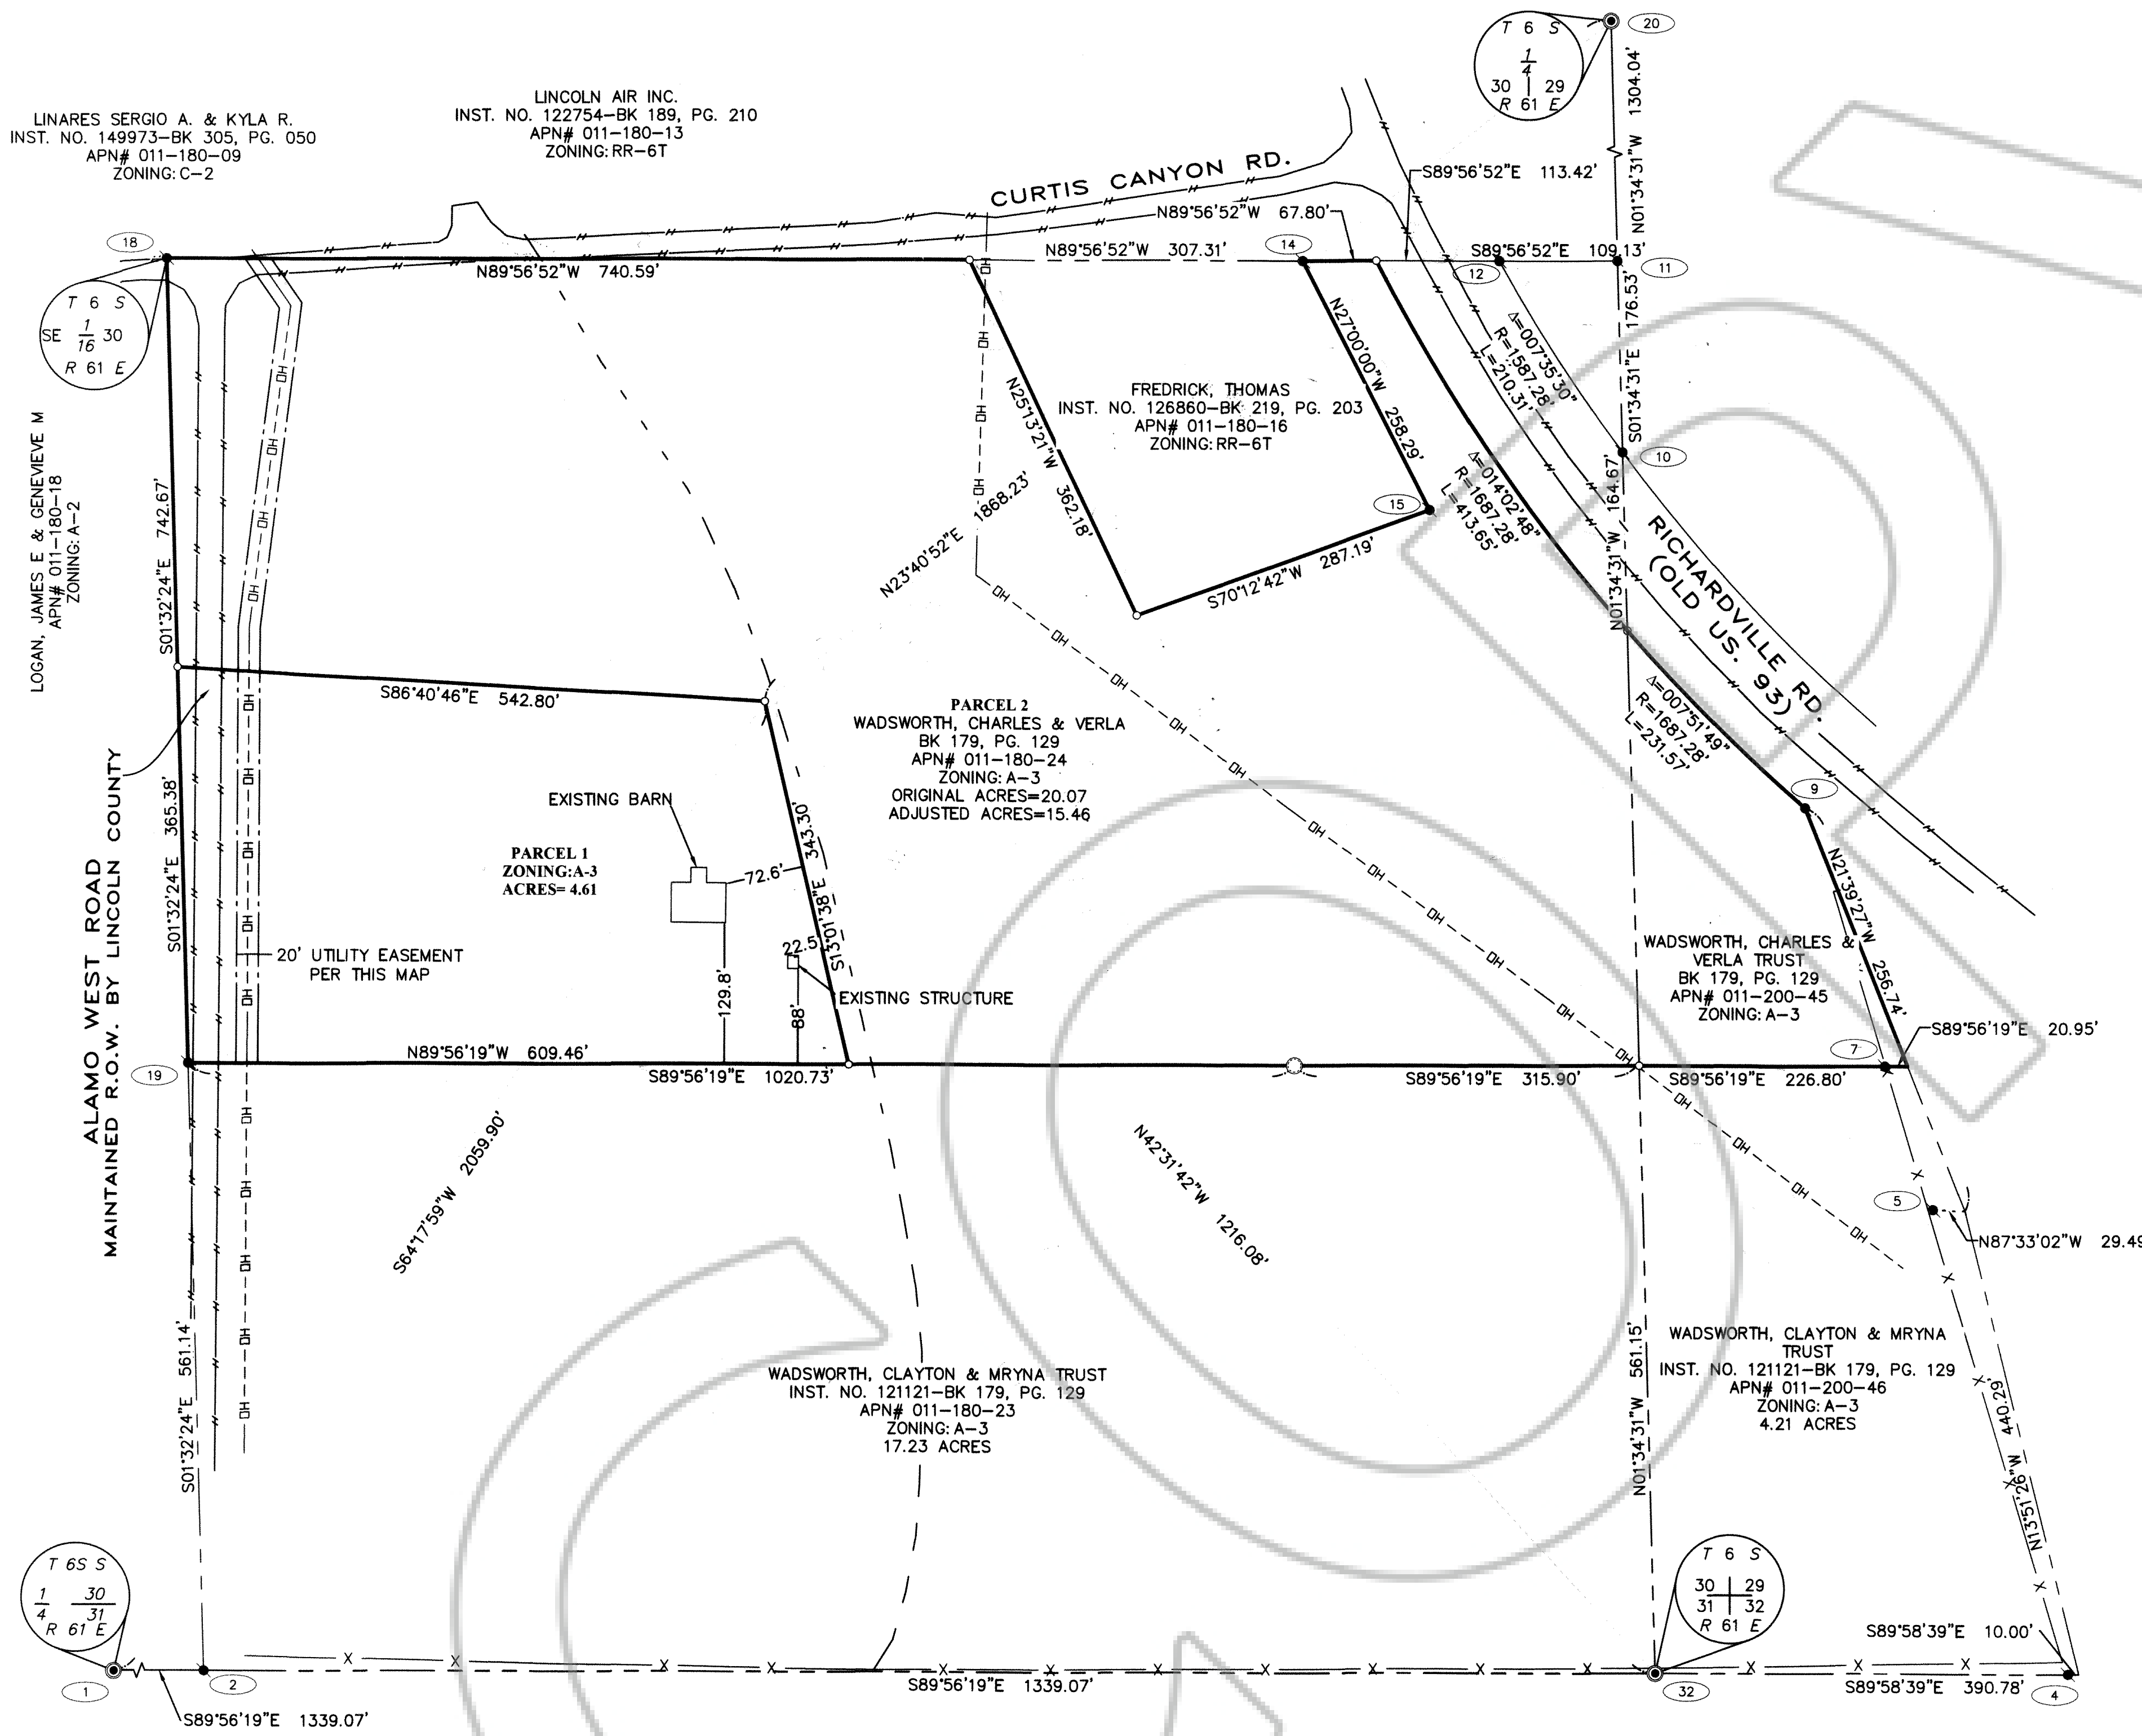 T 6 S
1
4
30 29
R 61 E
20
N01°34'31"W 1304.04'
LINARES SERGIO A. & KYLA R.
INST. NO. 149973-BK 305, PG. 050
APN# 011-180-09
ZONING: C-2
LINCOLN AIR INC.
INST. NO. 122754-BK 189, PG. 210
APN# 011-180-13
ZONING: RR-6T
CURTIS CANYON RD.
S89°56'52"E 113.42'
N89°56'52"W 67.80'
18
N89°56'52"W 740.59'
N89°56'52"W 307.31'
14
12
S89°56'52"E 109.13'
11
T 6 S
SE 1 30
16
R 61 E
S01°34'31"E 176.53'
Δ=007°35'30"
R=1587.28'
L=210.31'
N27°00'00"W 258.29'
N25°13'21"W 362.18'
FREDRICK, THOMAS
INST. NO. 126860-BK 219, PG. 203
APN# 011-180-16
ZONING: RR-6T
LOGAN, JAMES E & GENEVIEVE M
APN# 011-180-18
ZONING: A-2
S01°32'24"E 742.67'
10
N01°34'31"W 164.67'
Δ=014°02'48"
R=1687.28'
L=413.65'
15
N23°40'52"E 1868.23'
S70°12'42"W 287.19'
RICHARDVILLE RD.
(OLD US. 93)
S86°40'46"E 542.80'
PARCEL 2
WADSWORTH, CHARLES & VERLA
BK 179, PG. 129
APN# 011-180-24
ZONING: A-3
ORIGINAL ACRES=20.07
ADJUSTED ACRES=15.46
Δ=007°51'49"
R=1687.28'
L=231.57'
9
ALAMO WEST ROAD
MAINTAINED R.O.W. BY LINCOLN COUNTY
S01°32'24"E 365.38'
EXISTING BARN
PARCEL 1
ZONING:A-3
ACRES= 4.61
72.6'
S13°01'38"E 343.30'
22.5'
129.8'
88'
EXISTING STRUCTURE
20' UTILITY EASEMENT
PER THIS MAP
N21°39'27"W 256.74'
WADSWORTH, CHARLES &
VERLA TRUST
BK 179, PG. 129
APN# 011-200-45
ZONING: A-3
S89°56'19"E 20.95'
7
19
N89°56'19"W 609.46'
S89°56'19"E 1020.73'
S89°56'19"E 315.90'
S89°56'19"E 226.80'
S64°17'59"W 2059.90'
N42°31'42"W 1216.08'
5
N87°33'02"W 29.49
S01°32'24"E 561.14'
N01°34'31"W 561.15'
WADSWORTH, CLAYTON & MRYNA TRUST
INST. NO. 121121-BK 179, PG. 129
APN# 011-180-23
ZONING: A-3
17.23 ACRES
WADSWORTH, CLAYTON & MRYNA
TRUST
INST. NO. 121121-BK 179, PG. 129
APN# 011-200-46
ZONING: A-3
4.21 ACRES
N13°51'26"W 440.29'
T 6S S
1 30
4 31
R 61 E
T 6 S
30 29
31 32
R 61 E
S89°58'39"E 10.00'
1
2
S89°56'19"E 1339.07'
S89°56'19"E 1339.07'
32
S89°58'39"E 390.78'
4